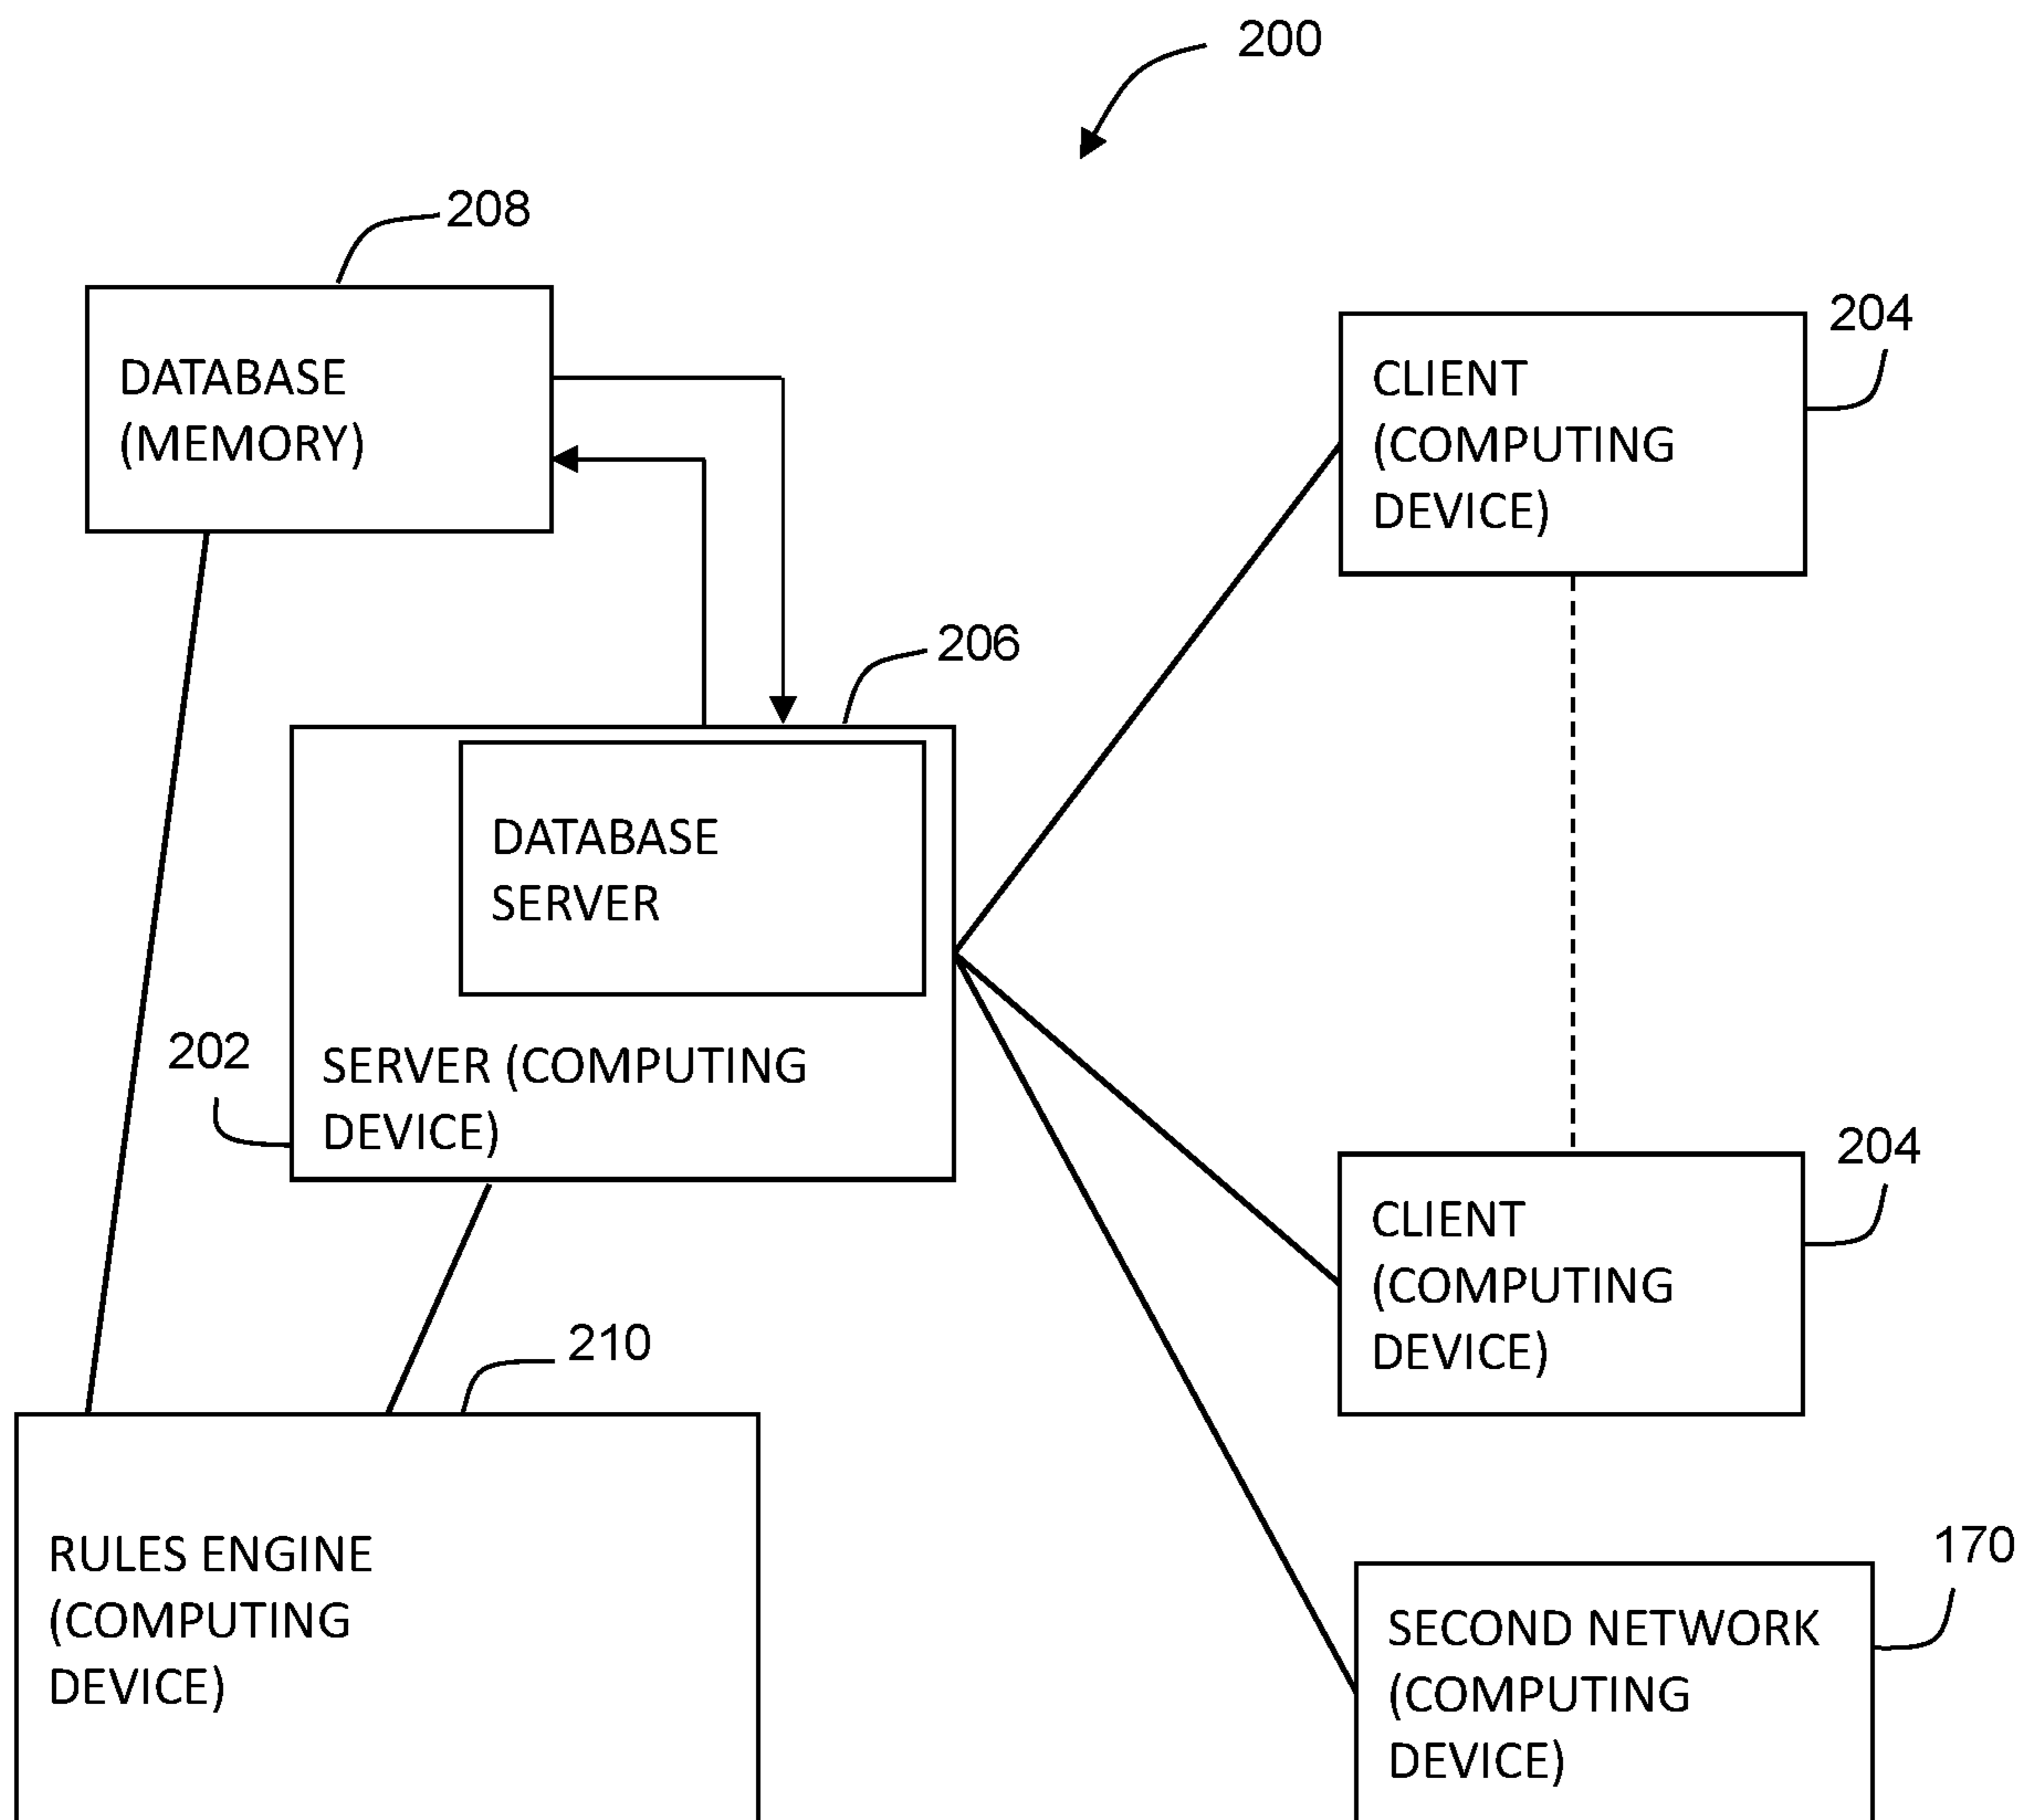 200
208
DATABASE
(MEMORY)
204
CLIENT
(COMPUTING
DEVICE)
206
DATABASE
SERVER
202
SERVER (COMPUTING
DEVICE)
204
CLIENT
(COMPUTING
DEVICE)
210
RULES ENGINE
(COMPUTING
DEVICE)
170
SECOND NETWORK
(COMPUTING
DEVICE)